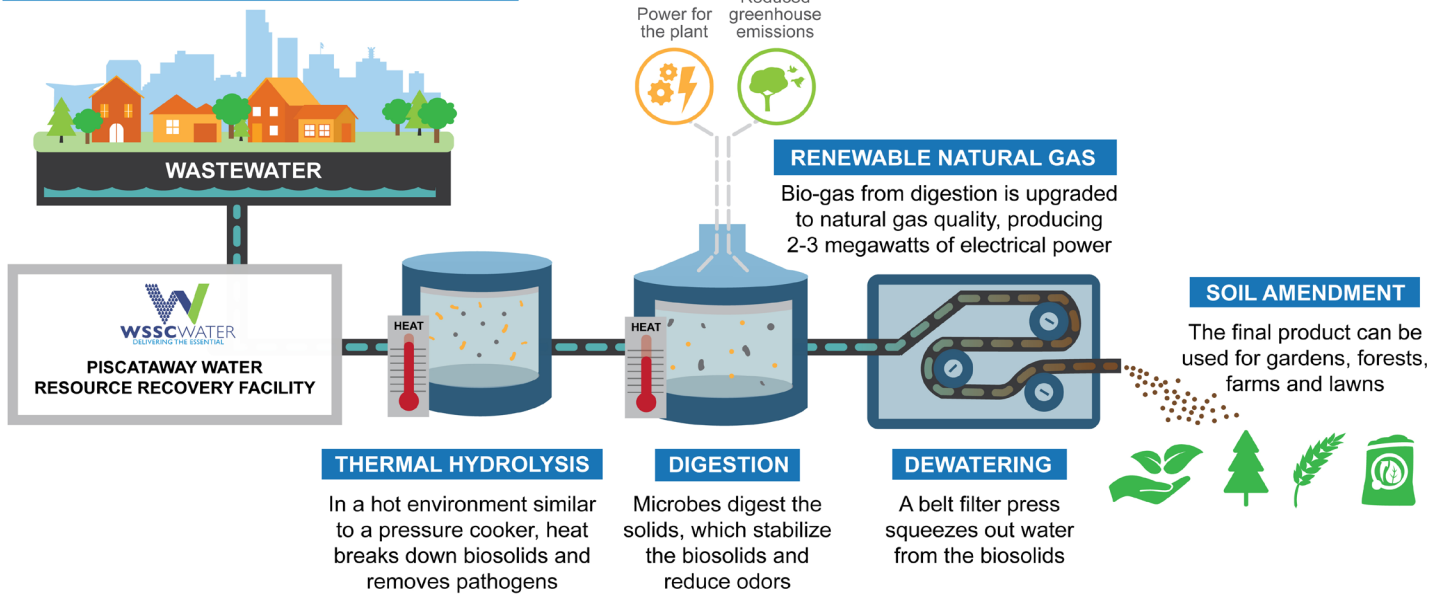 Power for
the plant
Reduced
greenhouse
emissions
WASTEWATER
RENEWABLE NATURAL GAS
Bio-gas from digestion is upgraded
to natural gas quality, producing
2-3 megawatts of electrical power
WSSCWATER
DELIVERING THE ESSENTIAL
PISCATAWAY WATER
RESOURCE RECOVERY FACILITY
HEAT
HEAT
SOIL AMENDMENT
The final product can be
used for gardens, forests,
farms and lawns
THERMAL HYDROLYSIS
In a hot environment similar
to a pressure cooker, heat
breaks down biosolids and
removes pathogens
DIGESTION
Microbes digest the
solids, which stabilize
the biosolids and
reduce odors
DEWATERING
A belt filter press
squeezes out water
from the biosolids